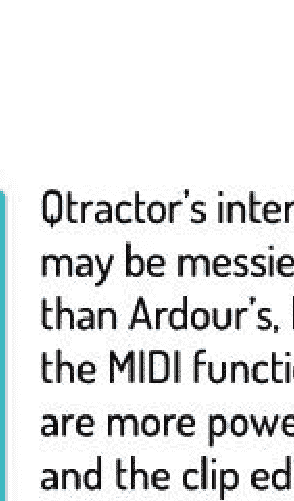 Qtractor's inter
may be messie
than Ardour's,
the MIDI functi
are more powe
and the clip ed